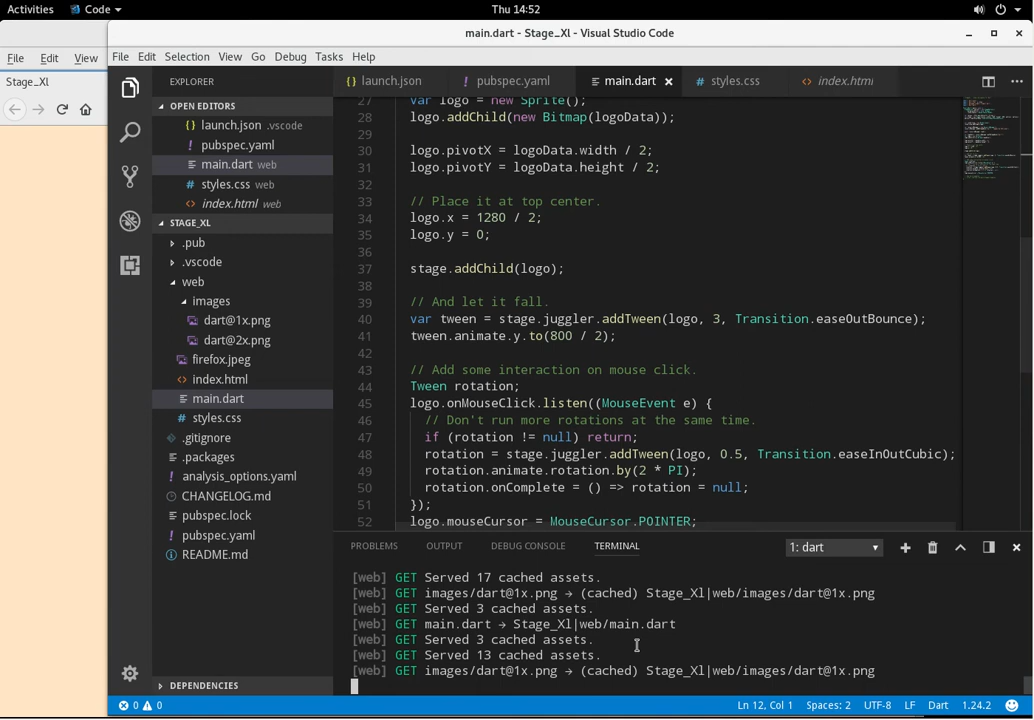 Activities Code Thu 14:52
main.dart - Stage_Xl - Visual Studio Code
File Edit View
File Edit Selection View Go Debug Tasks Help
Stage_Xl
EXPLORER
OPEN EDITORS
{} launch.json .vscode
! pubspec.yaml
main.dart web
# styles.css web
<> index.html web
STAGE_XL
.pub
.vscode
web
images
dart@1x.png
dart@2x.png
firefox.jpeg
<> index.html
main.dart
# styles.css
.gitignore
.packages
analysis_options.yaml
CHANGELOG.md
pubspec.lock
! pubspec.yaml
README.md
DEPENDENCIES
{} launch.json ! pubspec.yaml main.dart # styles.css <> index.html
27 var logo = new Sprite();
28 logo.addChild(new Bitmap(logoData));
29
30 logo.pivotX = logoData.width / 2;
31 logo.pivotY = logoData.height / 2;
32
33 // Place it at top center.
34 logo.x = 1280 / 2;
35 logo.y = 0;
36
37 stage.addChild(logo);
38
39 // And let it fall.
40 var tween = stage.juggler.addTween(logo, 3, Transition.easeOutBounce);
41 tween.animate.y.to(800 / 2);
42
43 // Add some interaction on mouse click.
44 Tween rotation;
45 logo.onMouseClick.listen((MouseEvent e) {
46 // Don't run more rotations at the same time.
47 if (rotation != null) return;
48 rotation = stage.juggler.addTween(logo, 0.5, Transition.easeInOutCubic);
49 rotation.animate.rotation.by(2 * PI);
50 rotation.onComplete = () => rotation = null;
51 });
52 logo.mouseCursor = MouseCursor.POINTER;
PROBLEMS OUTPUT DEBUG CONSOLE TERMINAL 1: dart
[web] GET Served 17 cached assets.
[web] GET images/dart@1x.png → (cached) Stage_Xl|web/images/dart@1x.png
[web] GET Served 3 cached assets.
[web] GET main.dart → Stage_Xl|web/main.dart
[web] GET Served 3 cached assets.
[web] GET Served 13 cached assets.
[web] GET images/dart@1x.png → (cached) Stage_Xl|web/images/dart@1x.png
0 0 Ln 12, Col 1 Spaces: 2 UTF-8 LF Dart 1.24.2